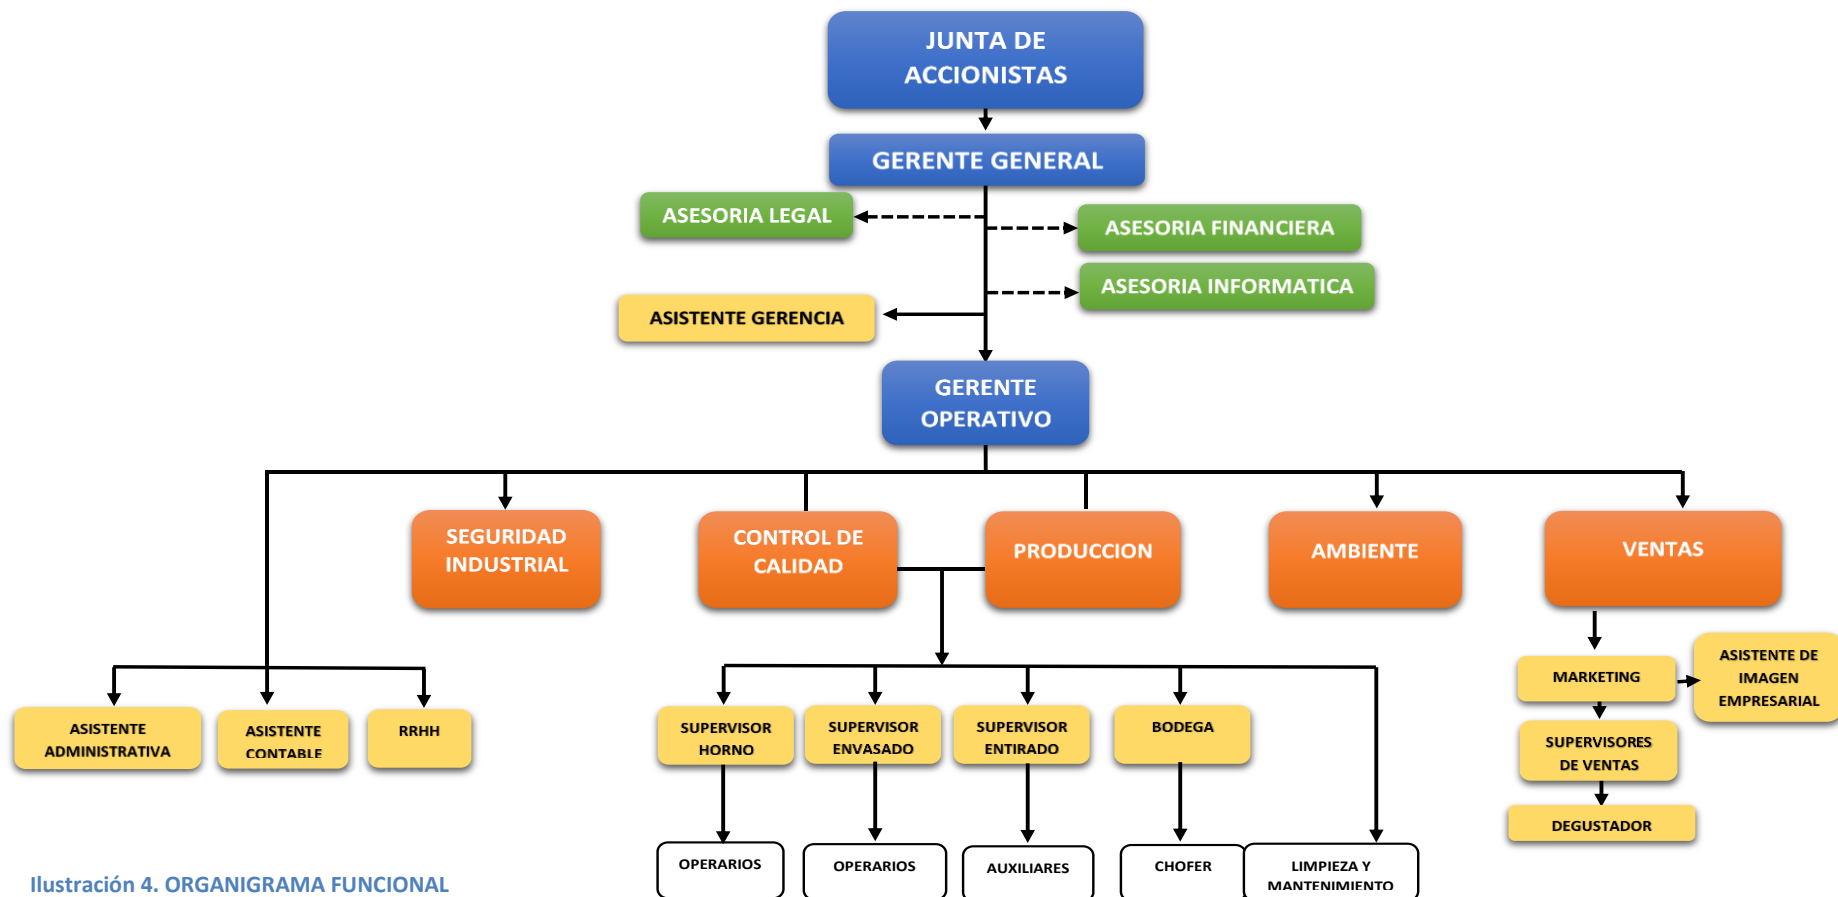 JUNTA DE
ACCIONISTAS
GERENTE GENERAL
ASESORIA LEGAL
ASESORIA FINANCIERA
ASESORIA INFORMATICA
ASISTENTE GERENCIA
GERENTE
OPERATIVO
SEGURIDAD
INDUSTRIAL
CONTROL DE
CALIDAD
PRODUCCION
AMBIENTE
VENTAS
ASISTENTE
ADMINISTRATIVA
ASISTENTE
CONTABLE
RRHH
SUPERVISOR
HORNO
SUPERVISOR
ENVASADO
SUPERVISOR
ENTIRADO
BODEGA
MARKETING
ASISTENTE DE
IMAGEN
EMPRESARIAL
SUPERVISORES
DE VENTAS
DEGUSTADOR
OPERARIOS
OPERARIOS
AUXILIARES
CHOFER
LIMPIEZA Y
MANTENIMIENTO
Ilustración 4. ORGANIGRAMA FUNCIONAL